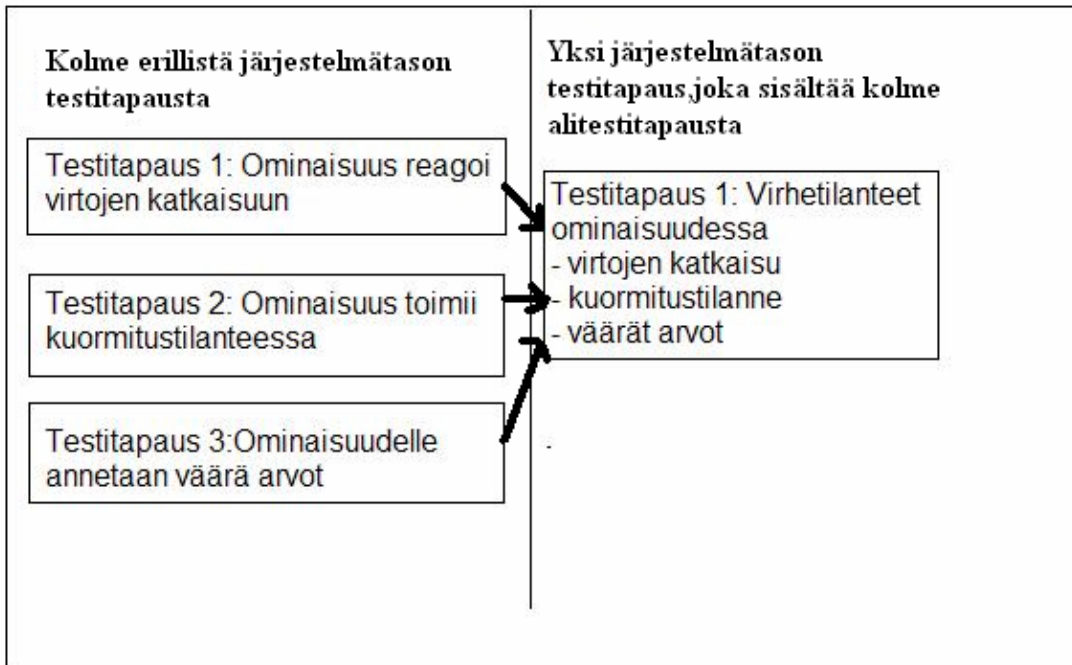 Kolme erillistä järjestelmätason
testitapausta
Testitapaus 1: Ominaisuus reagoi
virtojen katkaisuun
Testitapaus 2: Ominaisuus toimii
kuormitustilanteessa
Testitapaus 3:Ominaisuudelle
annetaan väärä arvot
Yksi järjestelmätason
testitapaus,joka sisältää kolme
alitestitapausta
Testitapaus 1: Virhetilanteet
ominaisuudessa
- virtojen katkaisu
- kuormitustilanne
- väärät arvot
-